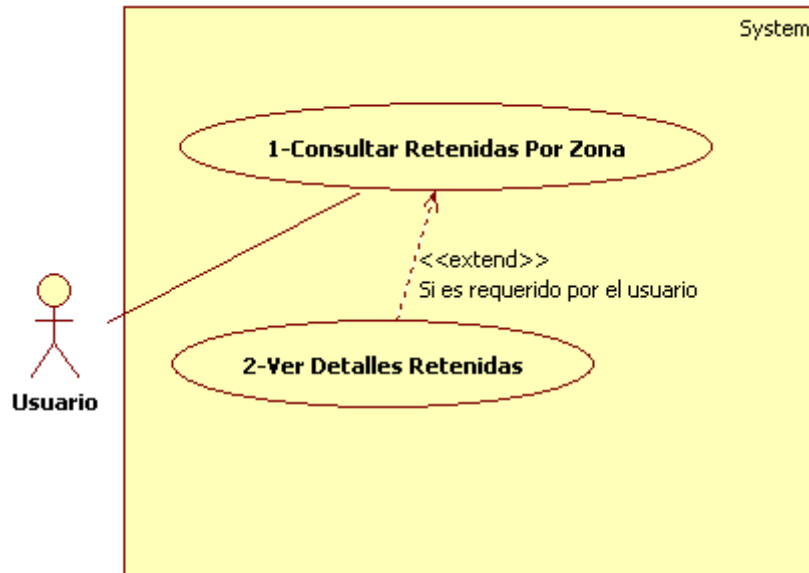 System
1-Consultar Retenidas Por Zona
<<extend>>
Si es requerido por el usuario
2-Ver Detalles Retenidas
Usuario